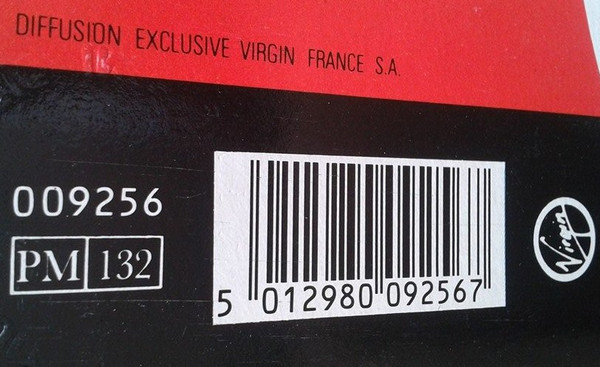 DIFFUSION EXCLUSIVE VIRGIN FRANCE S.A.
009256
PM 132
5 012980 092567
Virgin